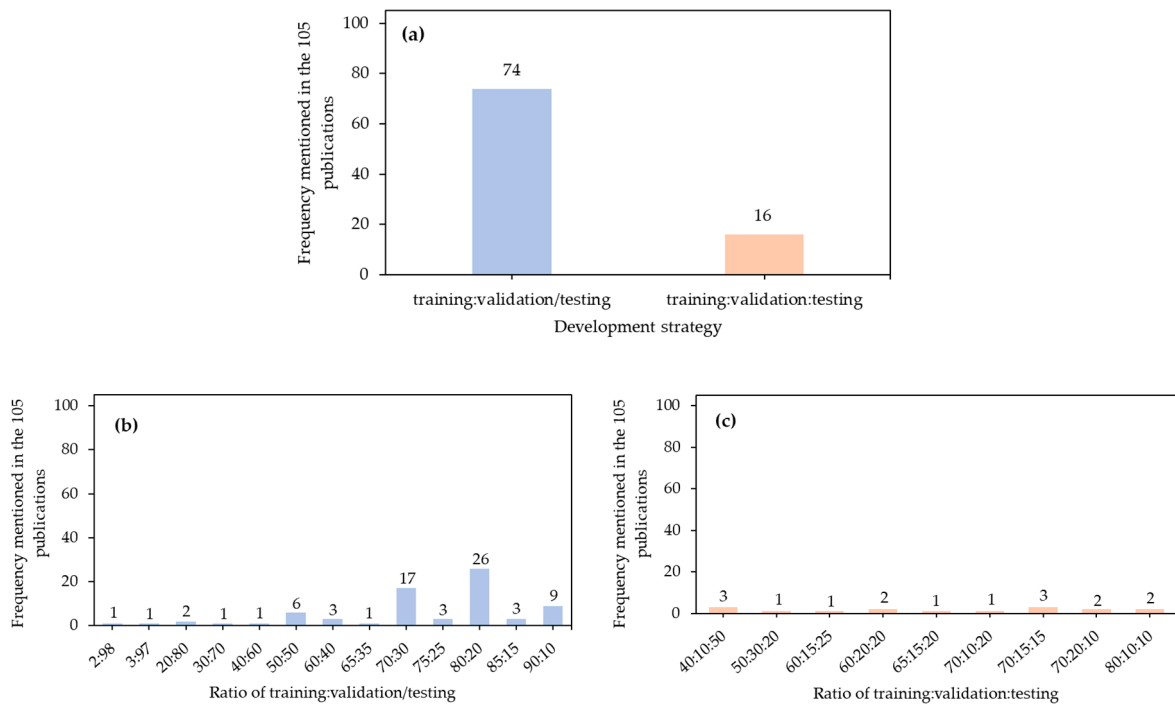 (a)
Frequency mentioned in the 105
publications
100
80
60
40
20
0
74
16
training:validation/testing
training:validation:testing
Development strategy
(b)
Frequency mentioned in the 105
publications
100
80
60
40
20
0
1 1 2 1 1 6 3 1 17 3 26 3 9
2:98 3:97 20:80 30:70 40:60 50:50 60:40 65:35 70:30 75:25 80:20 85:15 90:10
Ratio of training:validation/testing
(c)
Frequency mentioned in the 105
publications
100
80
60
40
20
0
3 1 1 2 1 1 3 2 2
40:10:50 50:30:20 60:15:25 60:20:20 65:15:20 70:10:20 70:15:15 70:20:10 80:10:10
Ratio of training:validation:testing